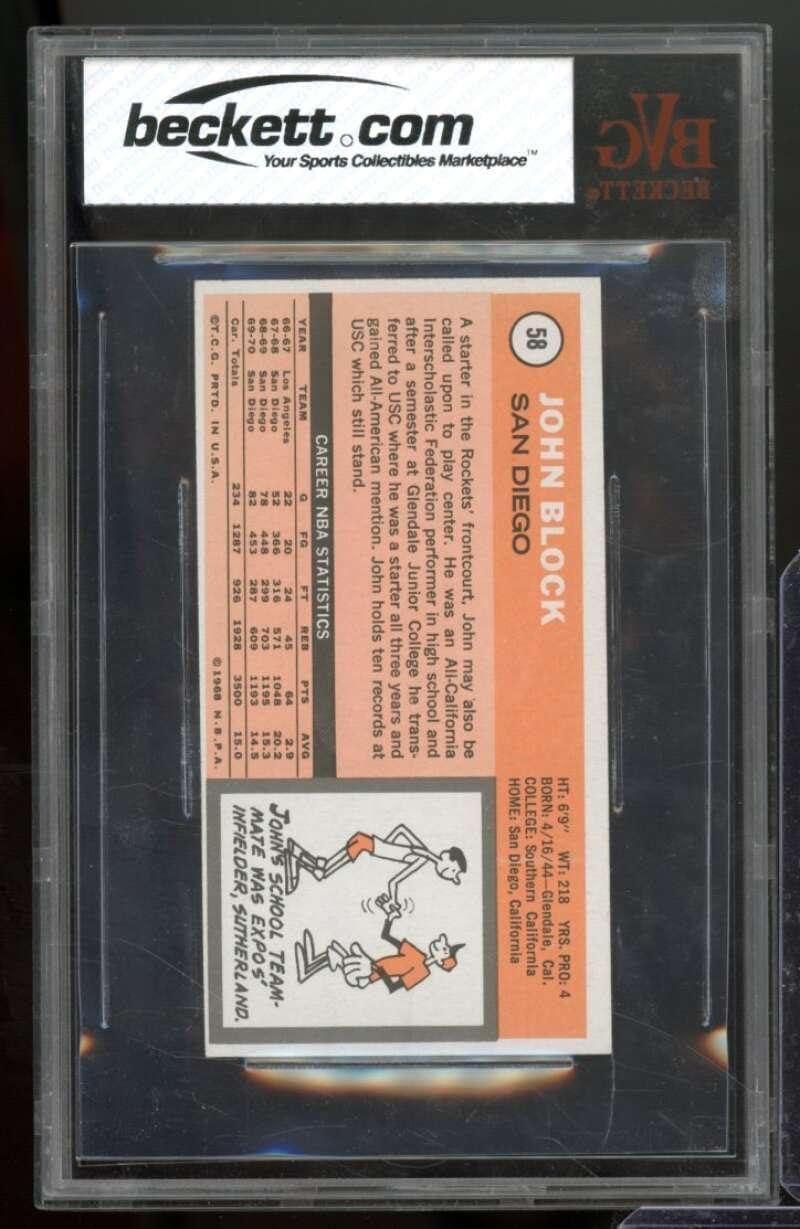 beckett.com
Your Sports Collectibles Marketplace™
BVG
BECKETT®
58
JOHN BLOCK
SAN DIEGO
HT: 6'9" WT: 218 YRS. PRO: 4
BORN: 4/16/44—Glendale, Cal.
COLLEGE: Southern California
HOME: San Diego, California
A starter in the Rockets' frontcourt, John may also be
called upon to play center. He was an All-California
Interscholastic Federation performer in high school and
after a semester at Glendale Junior College he trans-
ferred to USC where he was a starter all three years and
gained All-American mention. John holds ten records at
USC which still stand.
CAREER NBA STATISTICS
YEAR TEAM G FG FT REB PTS AVG
66-67 Los Angeles 22 20 24 45 64 2.9
67-68 San Diego 52 366 316 571 1048 20.2
68-69 San Diego 78 448 299 703 1195 15.3
69-70 San Diego 82 453 287 609 1193 14.5
Car. Totals 234 1287 926 1928 3500 15.0
©T.C.G. PRTD. IN U.S.A. ©1968 N.B.P.A.
JOHN'S SCHOOL TEAM-
MATE WAS EXPOS'
INFIELDER, SUTHERLAND.